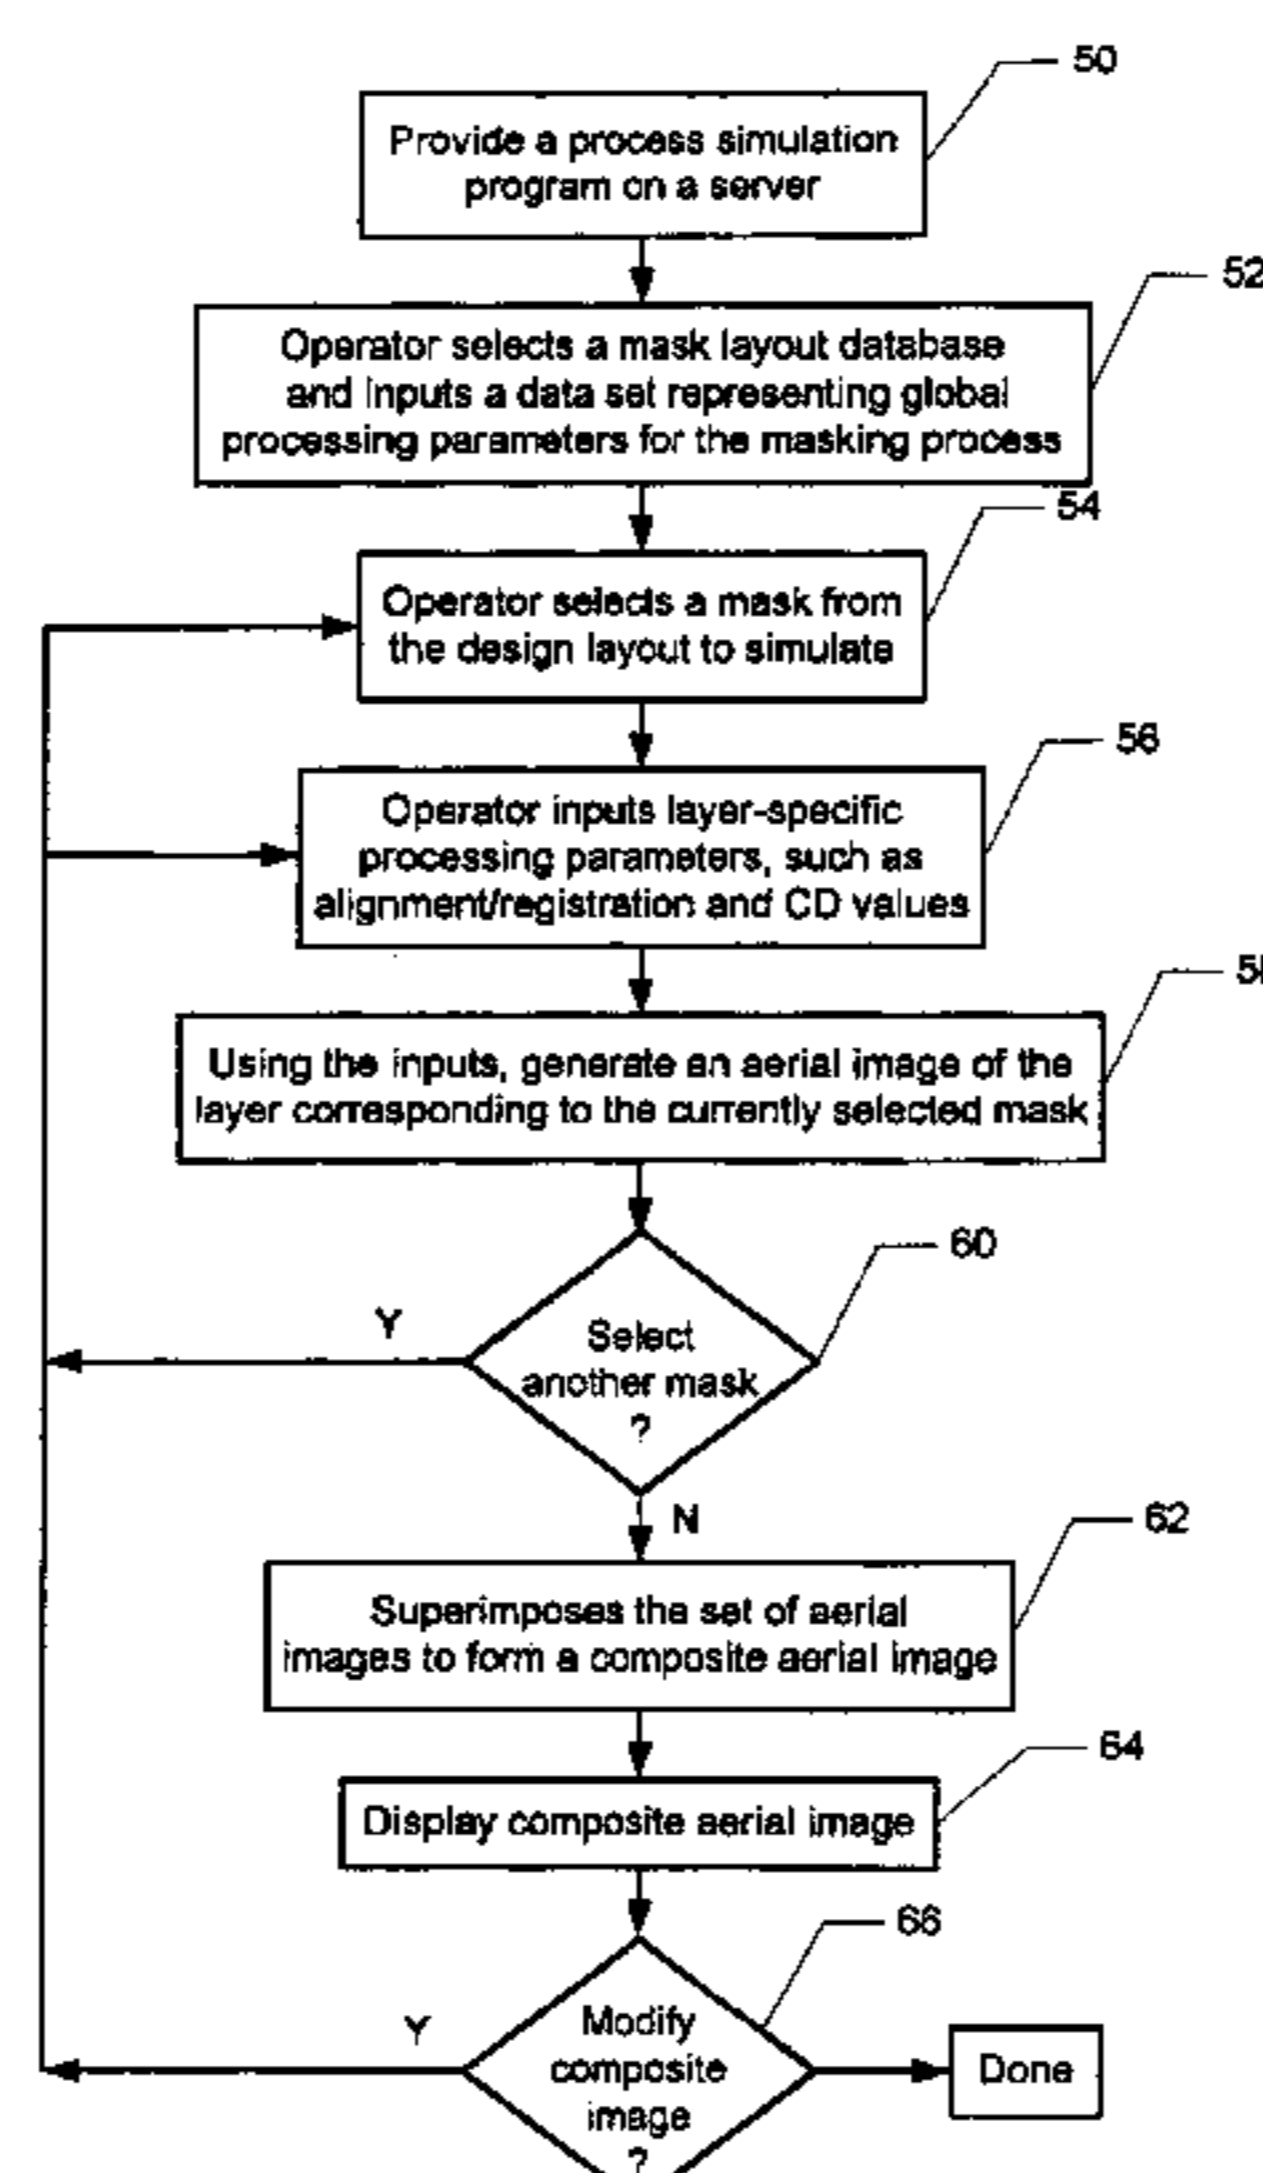 50
Provide a process simulation
program on a server
52
Operator selects a mask layout database
and inputs a data set representing global
processing parameters for the masking process
54
Operator selects a mask from
the design layout to simulate
56
Operator inputs layer-specific
processing parameters, such as
alignment/registration and CD values
Using the inputs, generate an aerial image of the
layer corresponding to the currently selected mask
60
Y
Select
another mask
?
N
62
Superimposes the set of aerial
images to form a composite aerial image
64
Display composite aerial image
66
Y
Modify
composite
image
?
Done